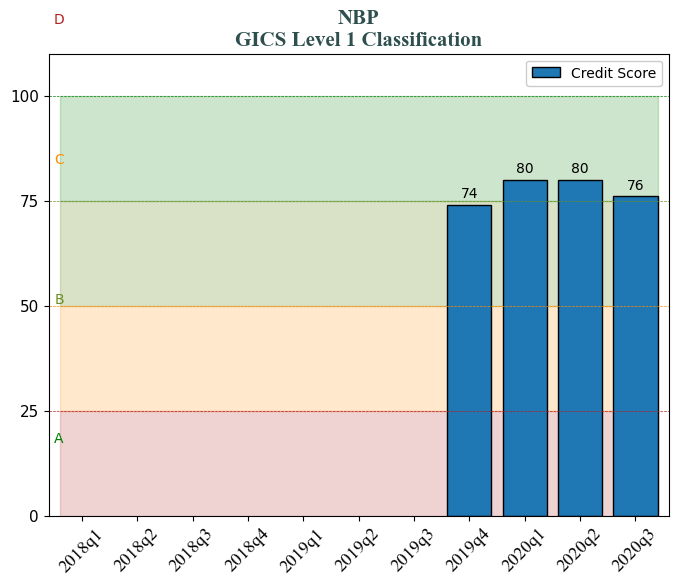 D
NBP
GICS Level 1 Classification
Credit Score
100
C
80
80
76
75
74
B
50
A
25
0
2018q1
2018q2
2018q3
2018q4
2019q1
2019q2
2019q3
2019q4
2020q1
2020q2
2020q3